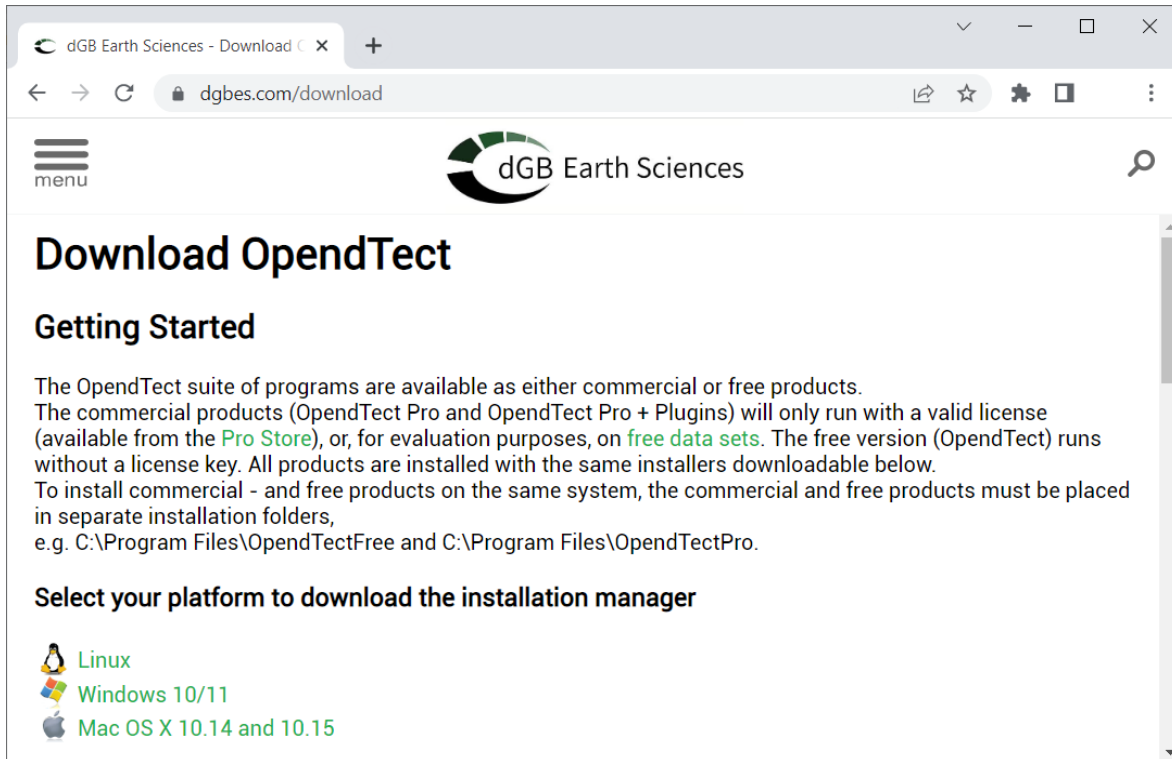 dGB Earth Sciences - Download
dgbes.com/download
menu
dGB Earth Sciences
Download OpendTect
Getting Started
The OpendTect suite of programs are available as either commercial or free products.
The commercial products (OpendTect Pro and OpendTect Pro + Plugins) will only run with a valid license
(available from the Pro Store), or, for evaluation purposes, on free data sets. The free version (OpendTect) runs
without a license key. All products are installed with the same installers downloadable below.
To install commercial - and free products on the same system, the commercial and free products must be placed
in separate installation folders,
e.g. C:\Program Files\OpendTectFree and C:\Program Files\OpendTectPro.
Select your platform to download the installation manager
Linux
Windows 10/11
Mac OS X 10.14 and 10.15